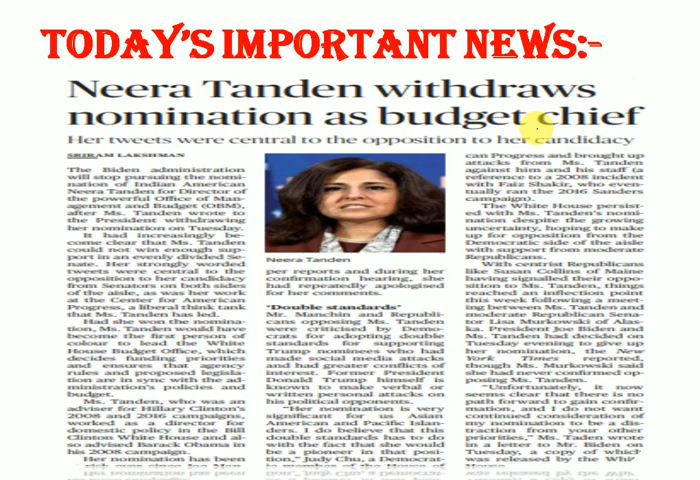 TODAY'S IMPORTANT NEWS:-
Neera Tanden withdraws
nomination as budget chief
Her tweets were central to the opposition to her candidacy
SRIRAM LAKSHMAN
The Biden administration
will stop pursuing the nomi-
nation of Indian American
Neera Tanden for Director of
the powerful Office of Man-
agement and Budget (OBM),
after Ms. Tanden wrote to
the President withdrawing
her nomination on Tuesday.
It had increasingly be-
come clear that Ms. Tanden
could not win enough sup-
port in an evenly divided Se-
nate. Her strongly worded
tweets were central to the
opposition to her candidacy
from Senators on both sides
of the aisle, as was her work
at the Center for American
Progress, a liberal think tank
that Ms. Tanden has led.
Had she won the nomina-
tion, Ms. Tanden would have
become the first person of
colour to lead the White
House Budget Office, which
decides funding priorities
and ensures that agency
rules and proposed legisla-
tion are in sync with the ad-
ministration's policies and
budget.
Ms. Tanden, who was an
adviser for Hillary Clinton's
2008 and 2016 campaigns,
worked as a director for
domestic policy in the Bill
Clinton White House and al-
so advised Barack Obama in
his 2008 campaign.
Her nomination has been
Neera Tanden
per reports and during her
confirmation hearing, she
had repeatedly apologised
for her comments.
'Double standards'
Mr. Manchin and Republi-
cans opposing Ms. Tanden
were criticised by Demo-
crats for adopting double
standards for supporting
Trump nominees who had
made social media attacks
and had greater conflicts of
interest. Former President
Donald Trump himself is
known to make verbal or
written personal attacks on
his political opponents.
"Her nomination is very
significant for us Asian
American and Pacific Islan-
ders. I do believe that this
double standards has to do
with the fact that she would
be a pioneer in that posi-
tion," Judy Chu, a Democrat-
ic member of the House of
can Progress and brought up
attacks from Ms. Tanden
against him and his staff (a
reference to a 2008 incident
with Faiz Shakir, who even-
tually ran the 2016 Sanders
campaign).
The White House persist-
ed with Ms. Tanden's nomi-
nation despite the growing
uncertainty, hoping to make
up for opposition from the
Democratic side of the aisle
with support from moderate
Republicans.
With centrist Republicans
like Susan Collins of Maine
having signalled their oppo-
sition to Ms. Tanden, things
reached an inflection point
this week following a meet-
ing between Ms. Tanden and
moderate Republican Sena-
tor Lisa Murkowski of Alas-
ka. President Joe Biden and
Ms. Tanden had decided on
Tuesday evening to give up
her nomination, the New
York Times reported,
though Ms. Murkowski said
she had never confirmed op-
posing Ms. Tanden.
"Unfortunately, it now
seems clear that there is no
path forward to gain confir-
mation, and I do not want
continued consideration of
my nomination to be a dis-
traction from your other
priorities," Ms. Taden wrote
in a letter to Mr. Biden on
Tuesday, a copy of which
was released by the